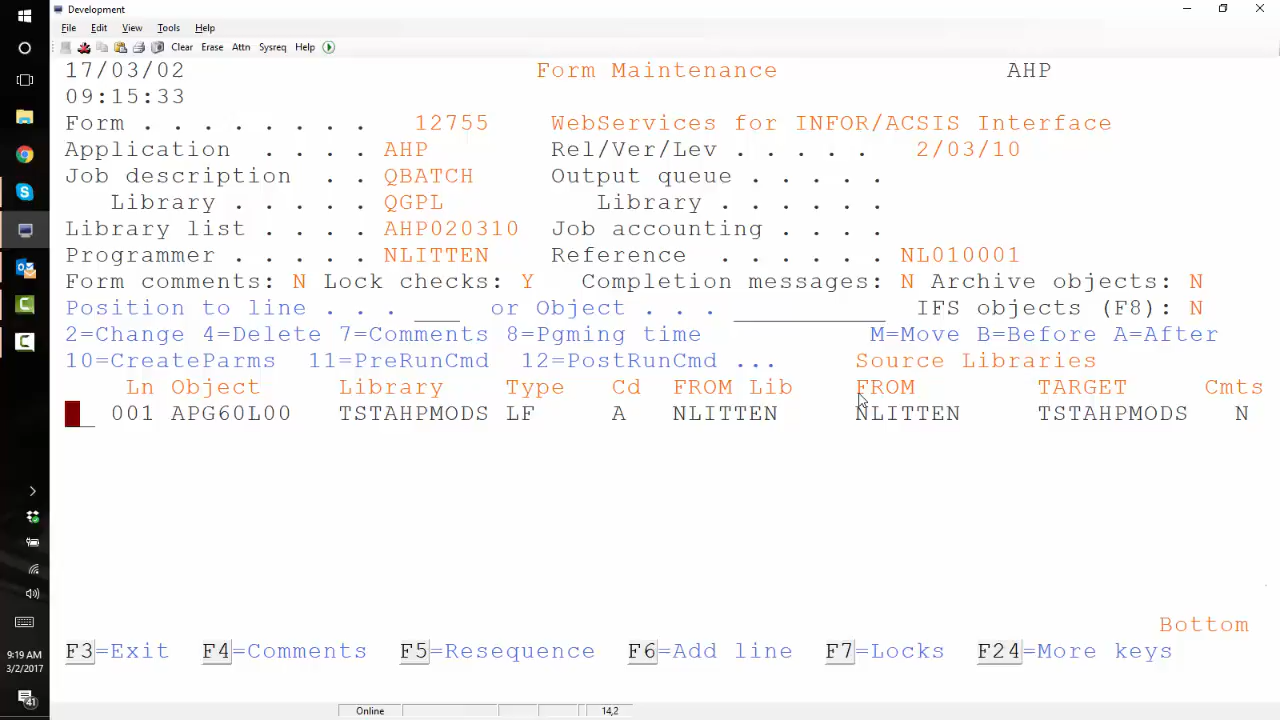 Development
File Edit View Tools Help
Clear Erase Attn Sysreq Help
17/03/02 Form Maintenance AHP
09:15:33
Form . . . . . . . . 12755 WebServices for INFOR/ACSIS Interface
Application . . . . AHP Rel/Ver/Lev . . . . . 2/03/10
Job description . . QBATCH Output queue . . . . .
Library . . . . . QGPL Library . . . . . .
Library list . . . . AHP020310 Job accounting . . . .
Programmer . . . . . NLITTEN Reference . . . . . . NL010001
Form comments: N Lock checks: Y Completion messages: N Archive objects: N
Position to line . . . ___ or Object . . . __________ IFS objects (F8): N
2=Change 4=Delete 7=Comments 8=Pgming time M=Move B=Before A=After
10=CreateParms 11=PreRunCmd 12=PostRunCmd ... Source Libraries
Ln Object Library Type Cd FROM Lib FROM TARGET Cmts
001 APG60L00 TSTAHPMODS LF A NLITTEN NLITTEN TSTAHPMODS N
Bottom
F3=Exit F4=Comments F5=Resequence F6=Add line F7=Locks F24=More keys
Online 14,2
9:19 AM
3/2/2017
41